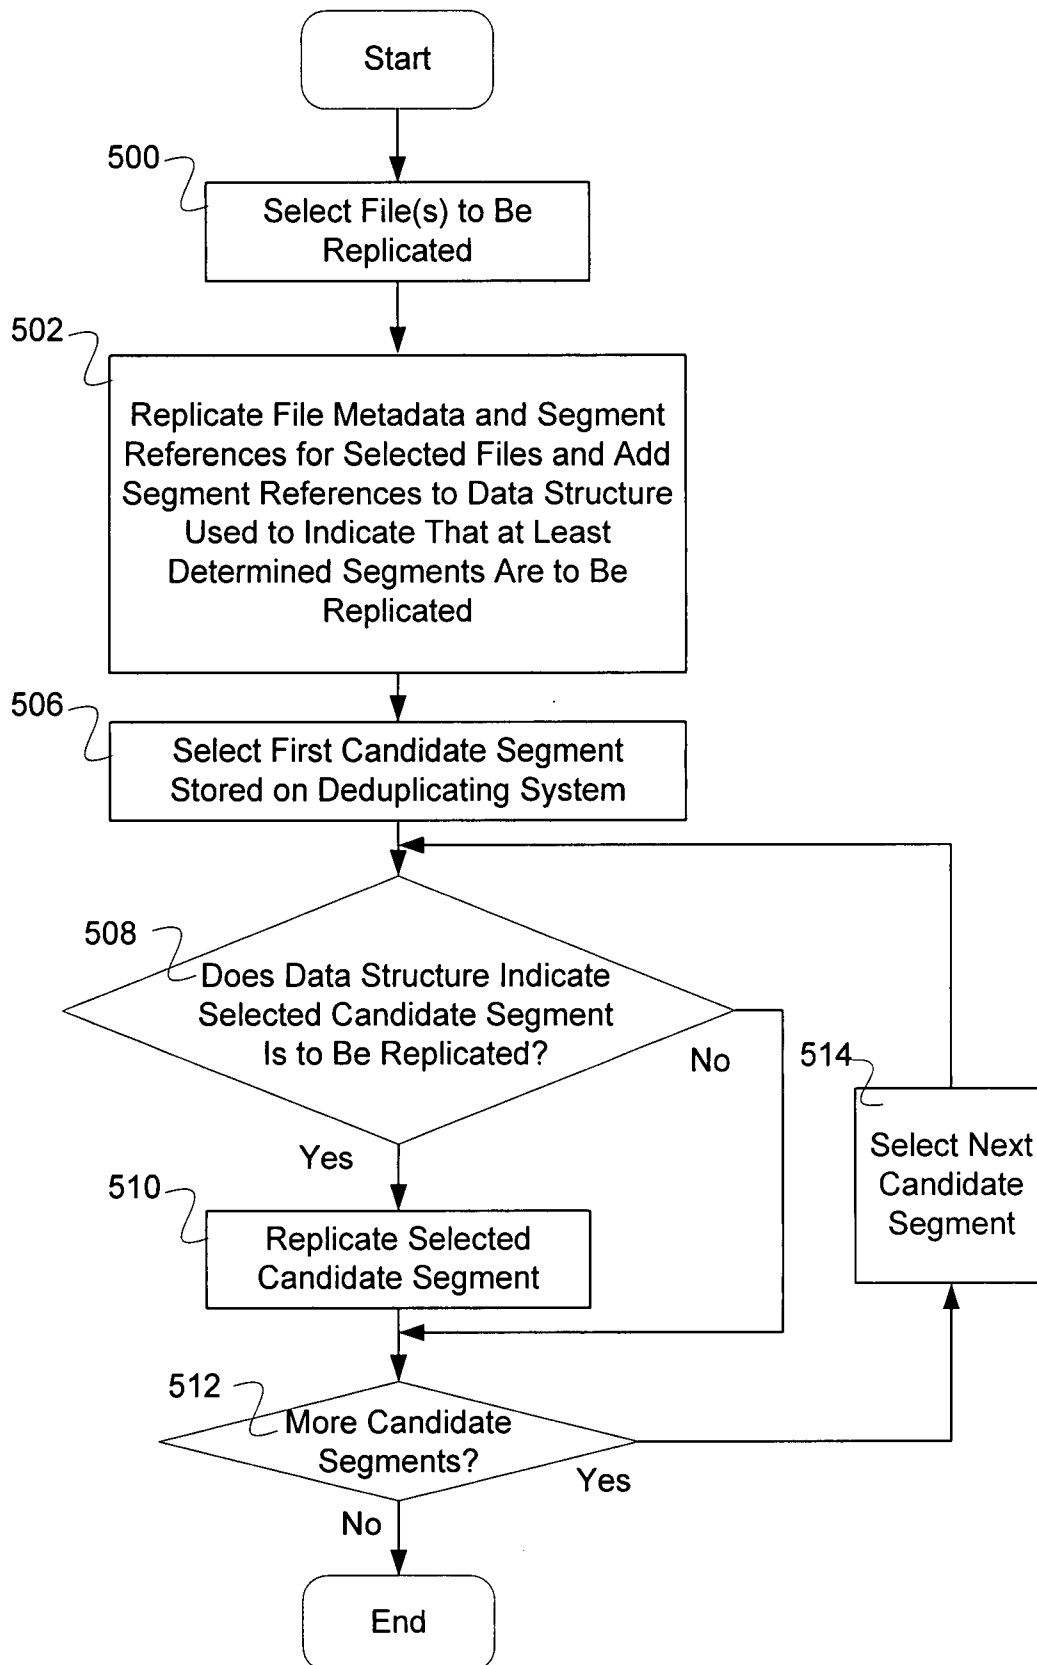 Start
500
Select File(s) to Be
Replicated
502
Replicate File Metadata and Segment
References for Selected Files and Add
Segment References to Data Structure
Used to Indicate That at Least
Determined Segments Are to Be
Replicated
506
Select First Candidate Segment
Stored on Deduplicating System
508
Does Data Structure Indicate
Selected Candidate Segment
Is to Be Replicated?
No
514
Select Next
Candidate
Segment
Yes
510
Replicate Selected
Candidate Segment
512
More Candidate
Segments?
Yes
No
End